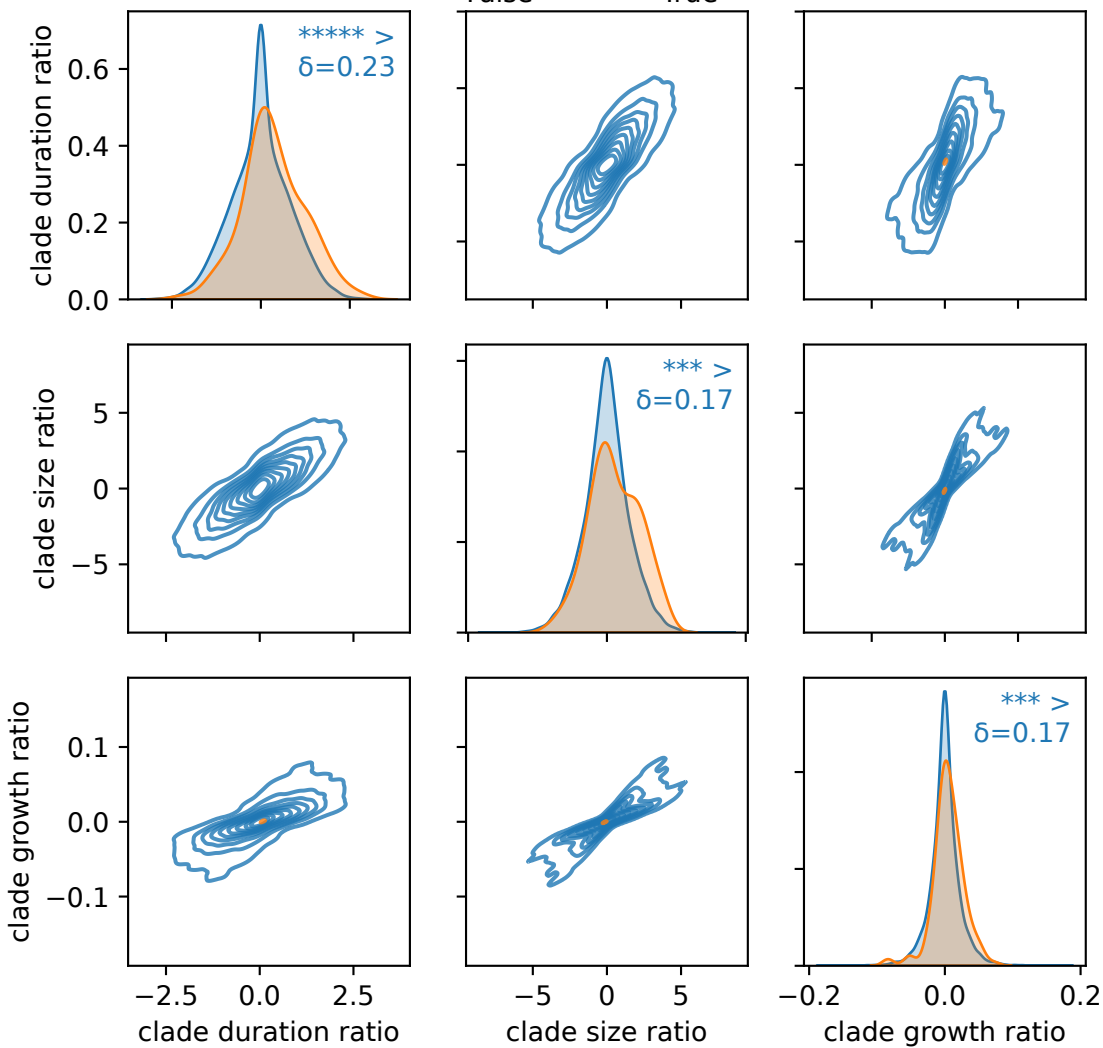 clade duration ratio
0.6
0.4
0.2
0.0
***** >
δ=0.23
clade size ratio
5
0
−5
*** >
δ=0.17
clade growth ratio
0.1
0.0
−0.1
*** >
δ=0.17
−2.5 0.0 2.5
−5 0 5
−0.2 0.0 0.2
clade duration ratio
clade size ratio
clade growth ratio